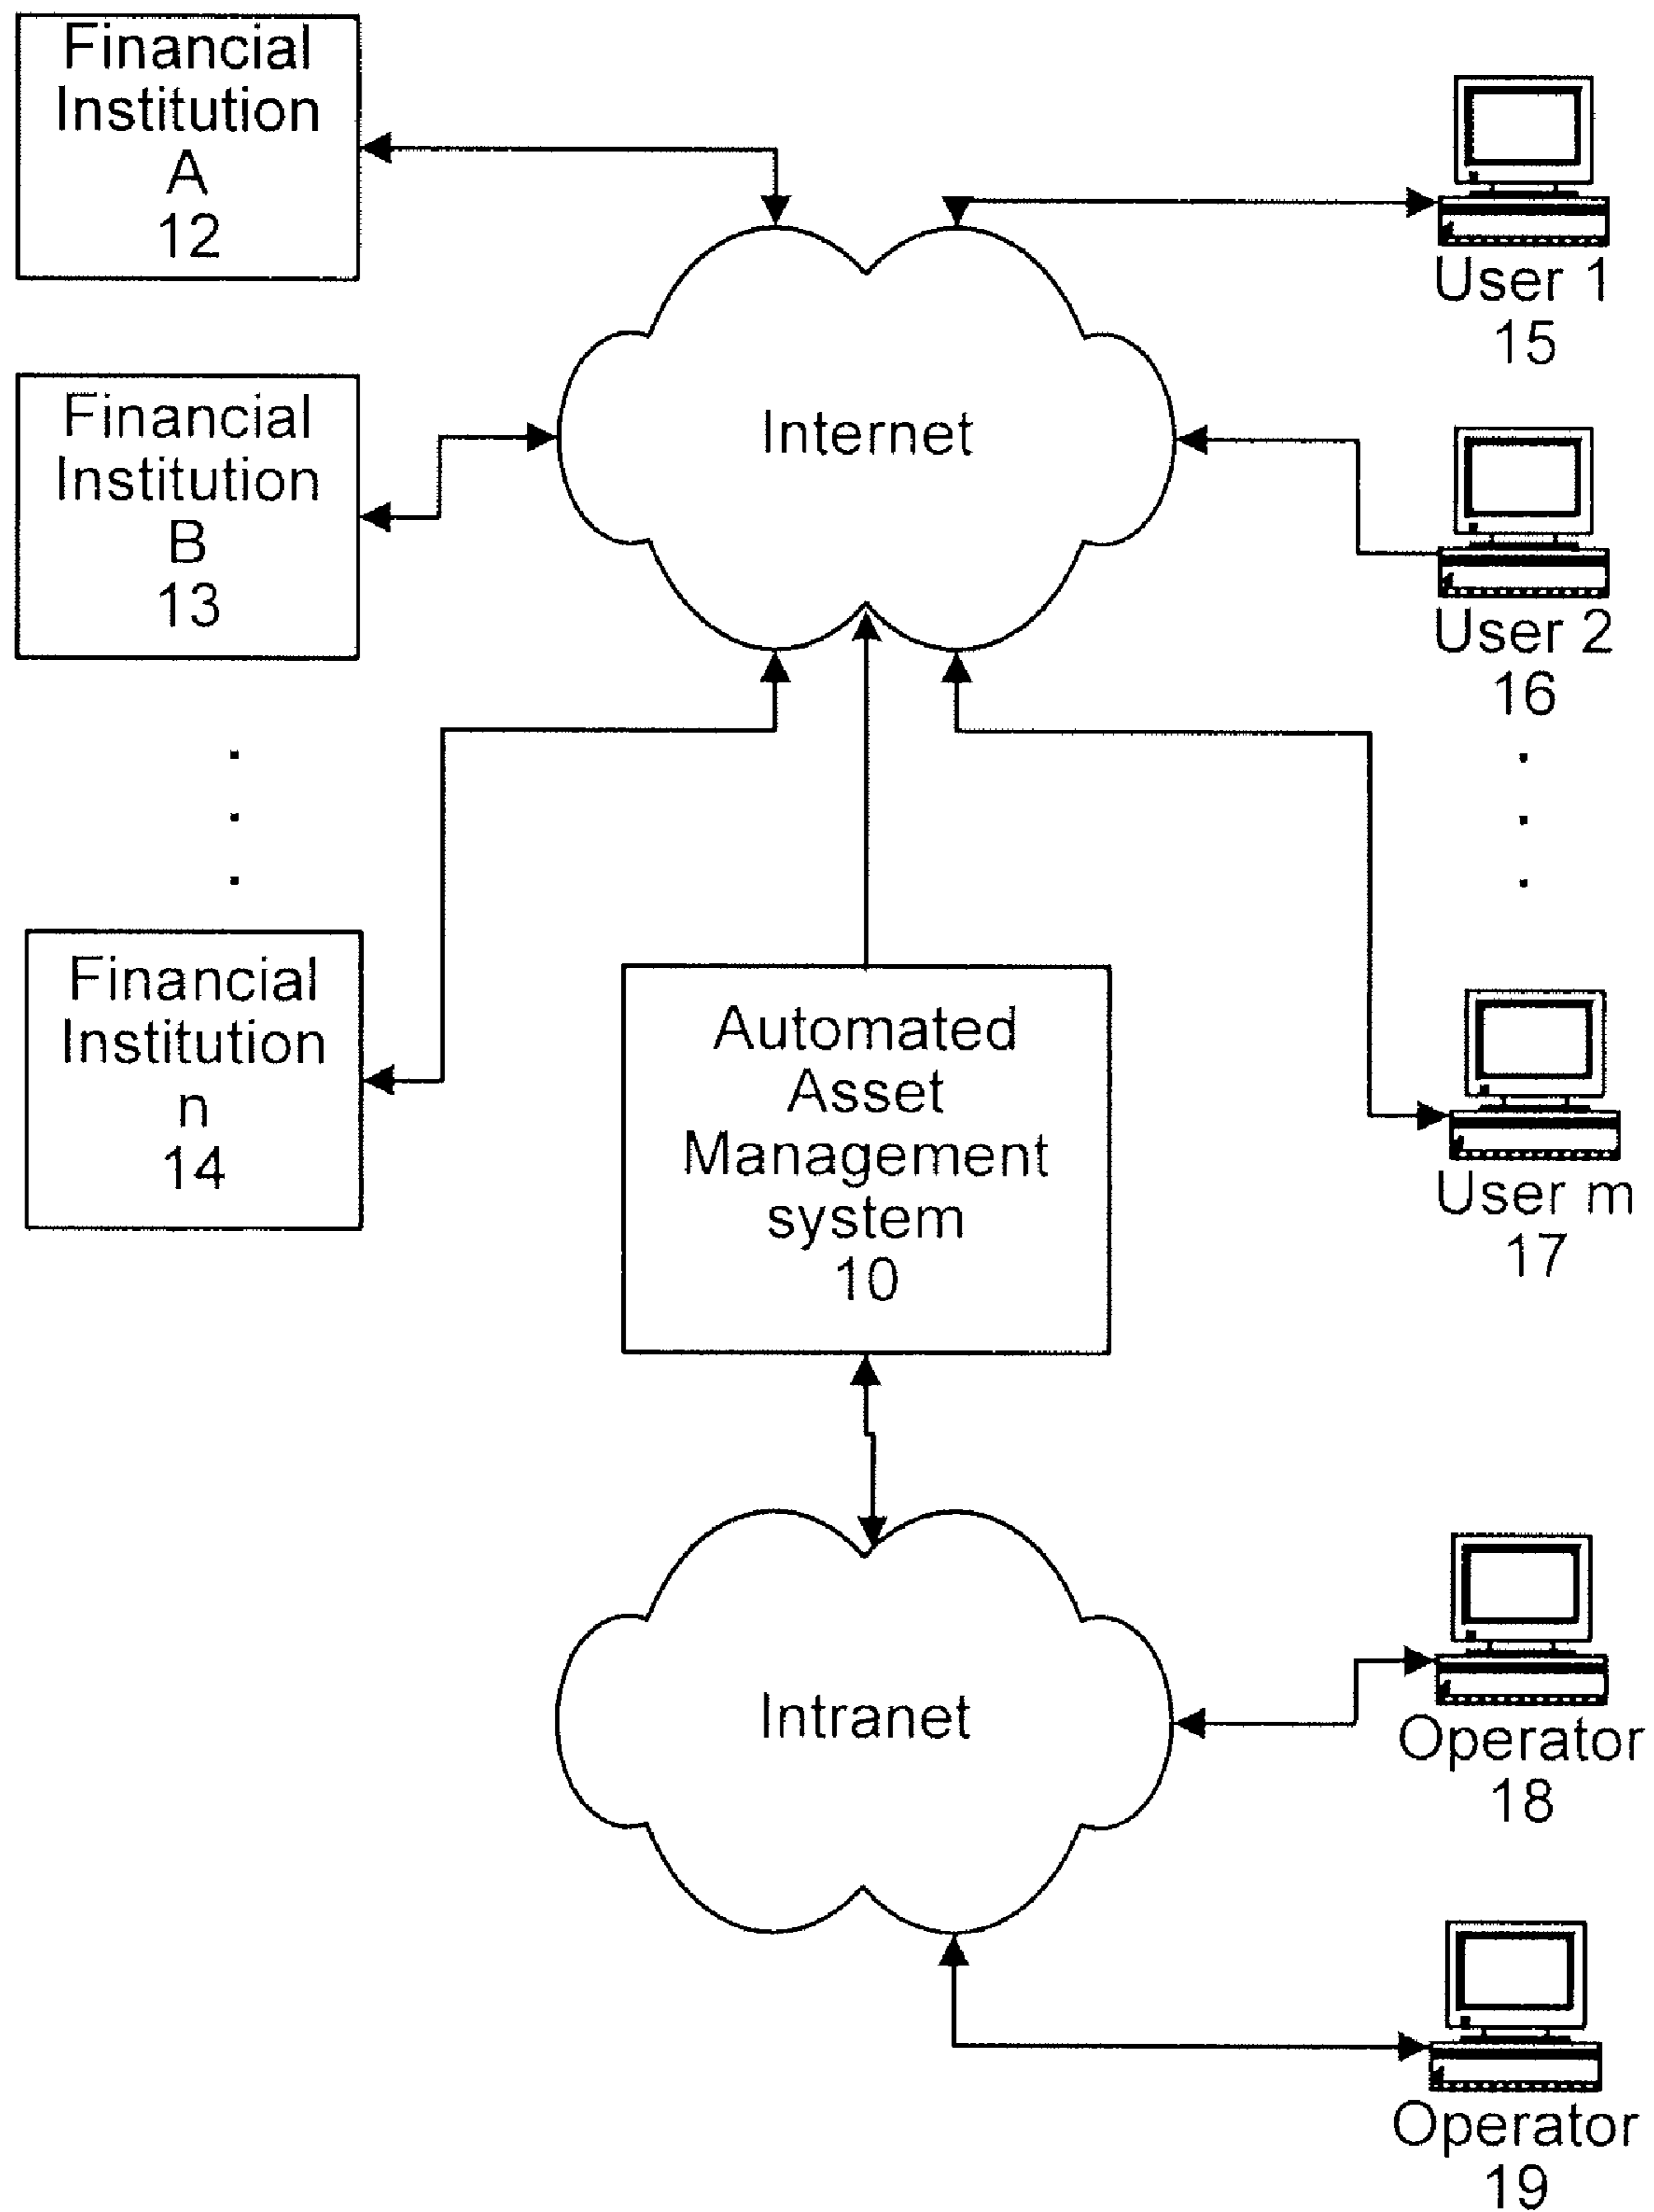 Financial
Institution
A
12
User 1
15
Internet
Financial
Institution
B
13
User 2
16
Financial
Institution
n
14
Automated
Asset
Management
system
10
User m
17
Intranet
Operator
18
Operator
19